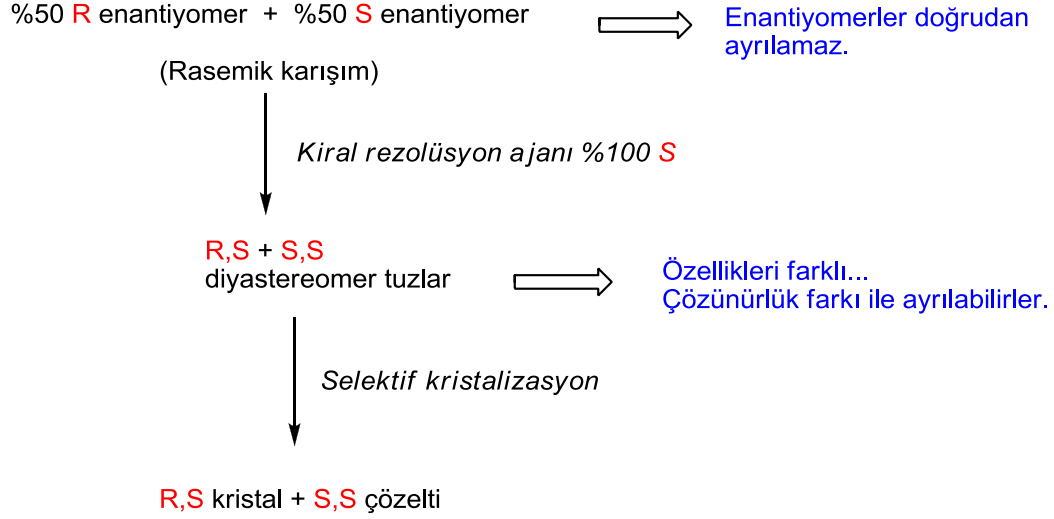 %50 R enantiyomer + %50 S enantiyomer
Enantiyomerler doğrudan
ayrılamaz.
(Rasemik karışım)
Kiral rezolüsyon ajanı %100 S
R,S + S,S
diyastereomer tuzlar
Özellikleri farklı...
Çözünürlük farkı ile ayrılabilirler.
Selektif kristalizasyon
R,S kristal + S,S çözelti